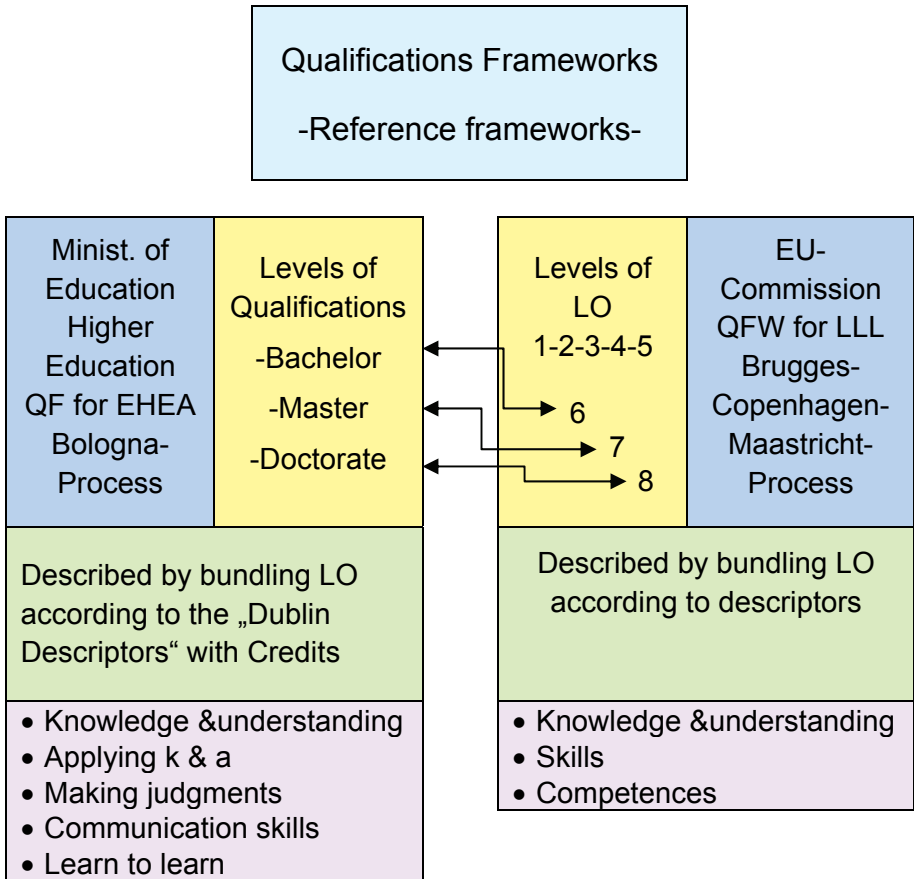 Qualifications Frameworks
-Reference frameworks-
Minist. of
Education
Higher
Education
QF for EHEA
Bologna-
Process
Levels of
Qualifications
-Bachelor
-Master
-Doctorate
Described by bundling LO
according to the „Dublin
Descriptors“ with Credits
• Knowledge &understanding
• Applying k & a
• Making judgments
• Communication skills
• Learn to learn
Levels of
LO
1-2-3-4-5
6
7
8
EU-
Commission
QFW for LLL
Brugges-
Copenhagen-
Maastricht-
Process
Described by bundling LO
according to descriptors
• Knowledge &understanding
• Skills
• Competences